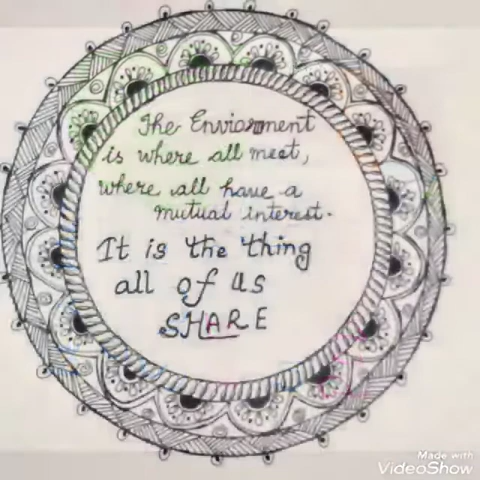 The Enviornment
is where all meet,
where all have a
mutual interest.
It is the thing
all of us
SHARE
Made with
VideoShow